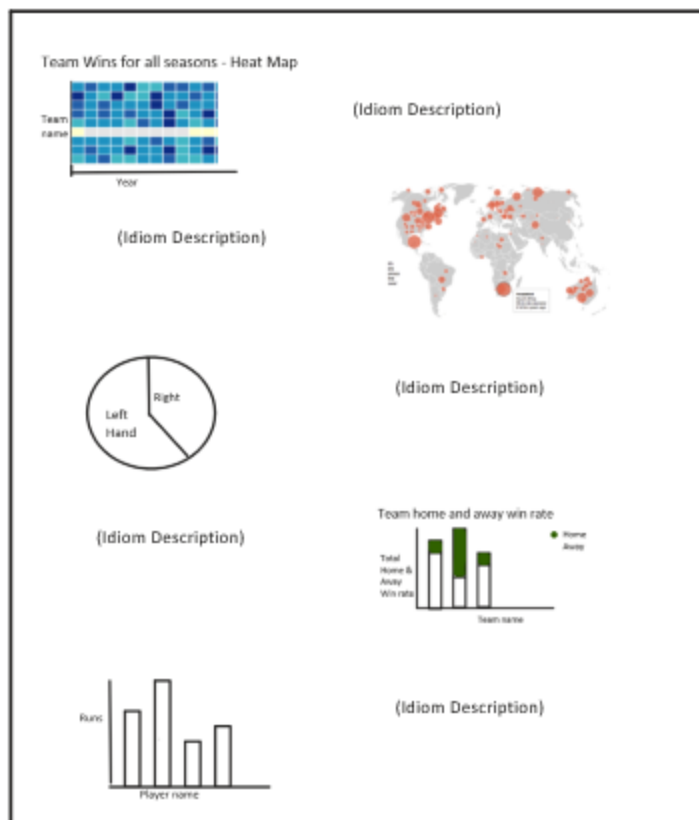 Team Wins for all seasons - Heat Map
Team
name
Year
(Idiom Description)
(Idiom Description)
(Idiom Description)
Right
Left
Hand
(Idiom Description)
Team home and away win rate
Home
Away
Total
Home &
Away
Win rate
Team name
Runs
Player name
(Idiom Description)